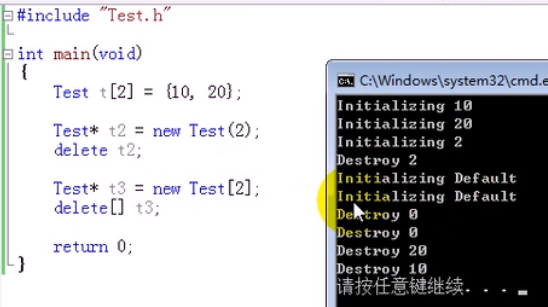 #include "Test.h"
int main(void)
{
Test t[2] = {10, 20};
Test* t2 = new Test(2);
delete t2;
Test* t3 = new Test[2];
delete[] t3;
return 0;
}
C:\Windows\system32\cmd.e
Initializing 10
Initializing 20
Initializing 2
Destroy 2
Initializing Default
Initializing Default
Destroy 0
Destroy 0
Destroy 20
Destroy 10
请按任意键继续. . .